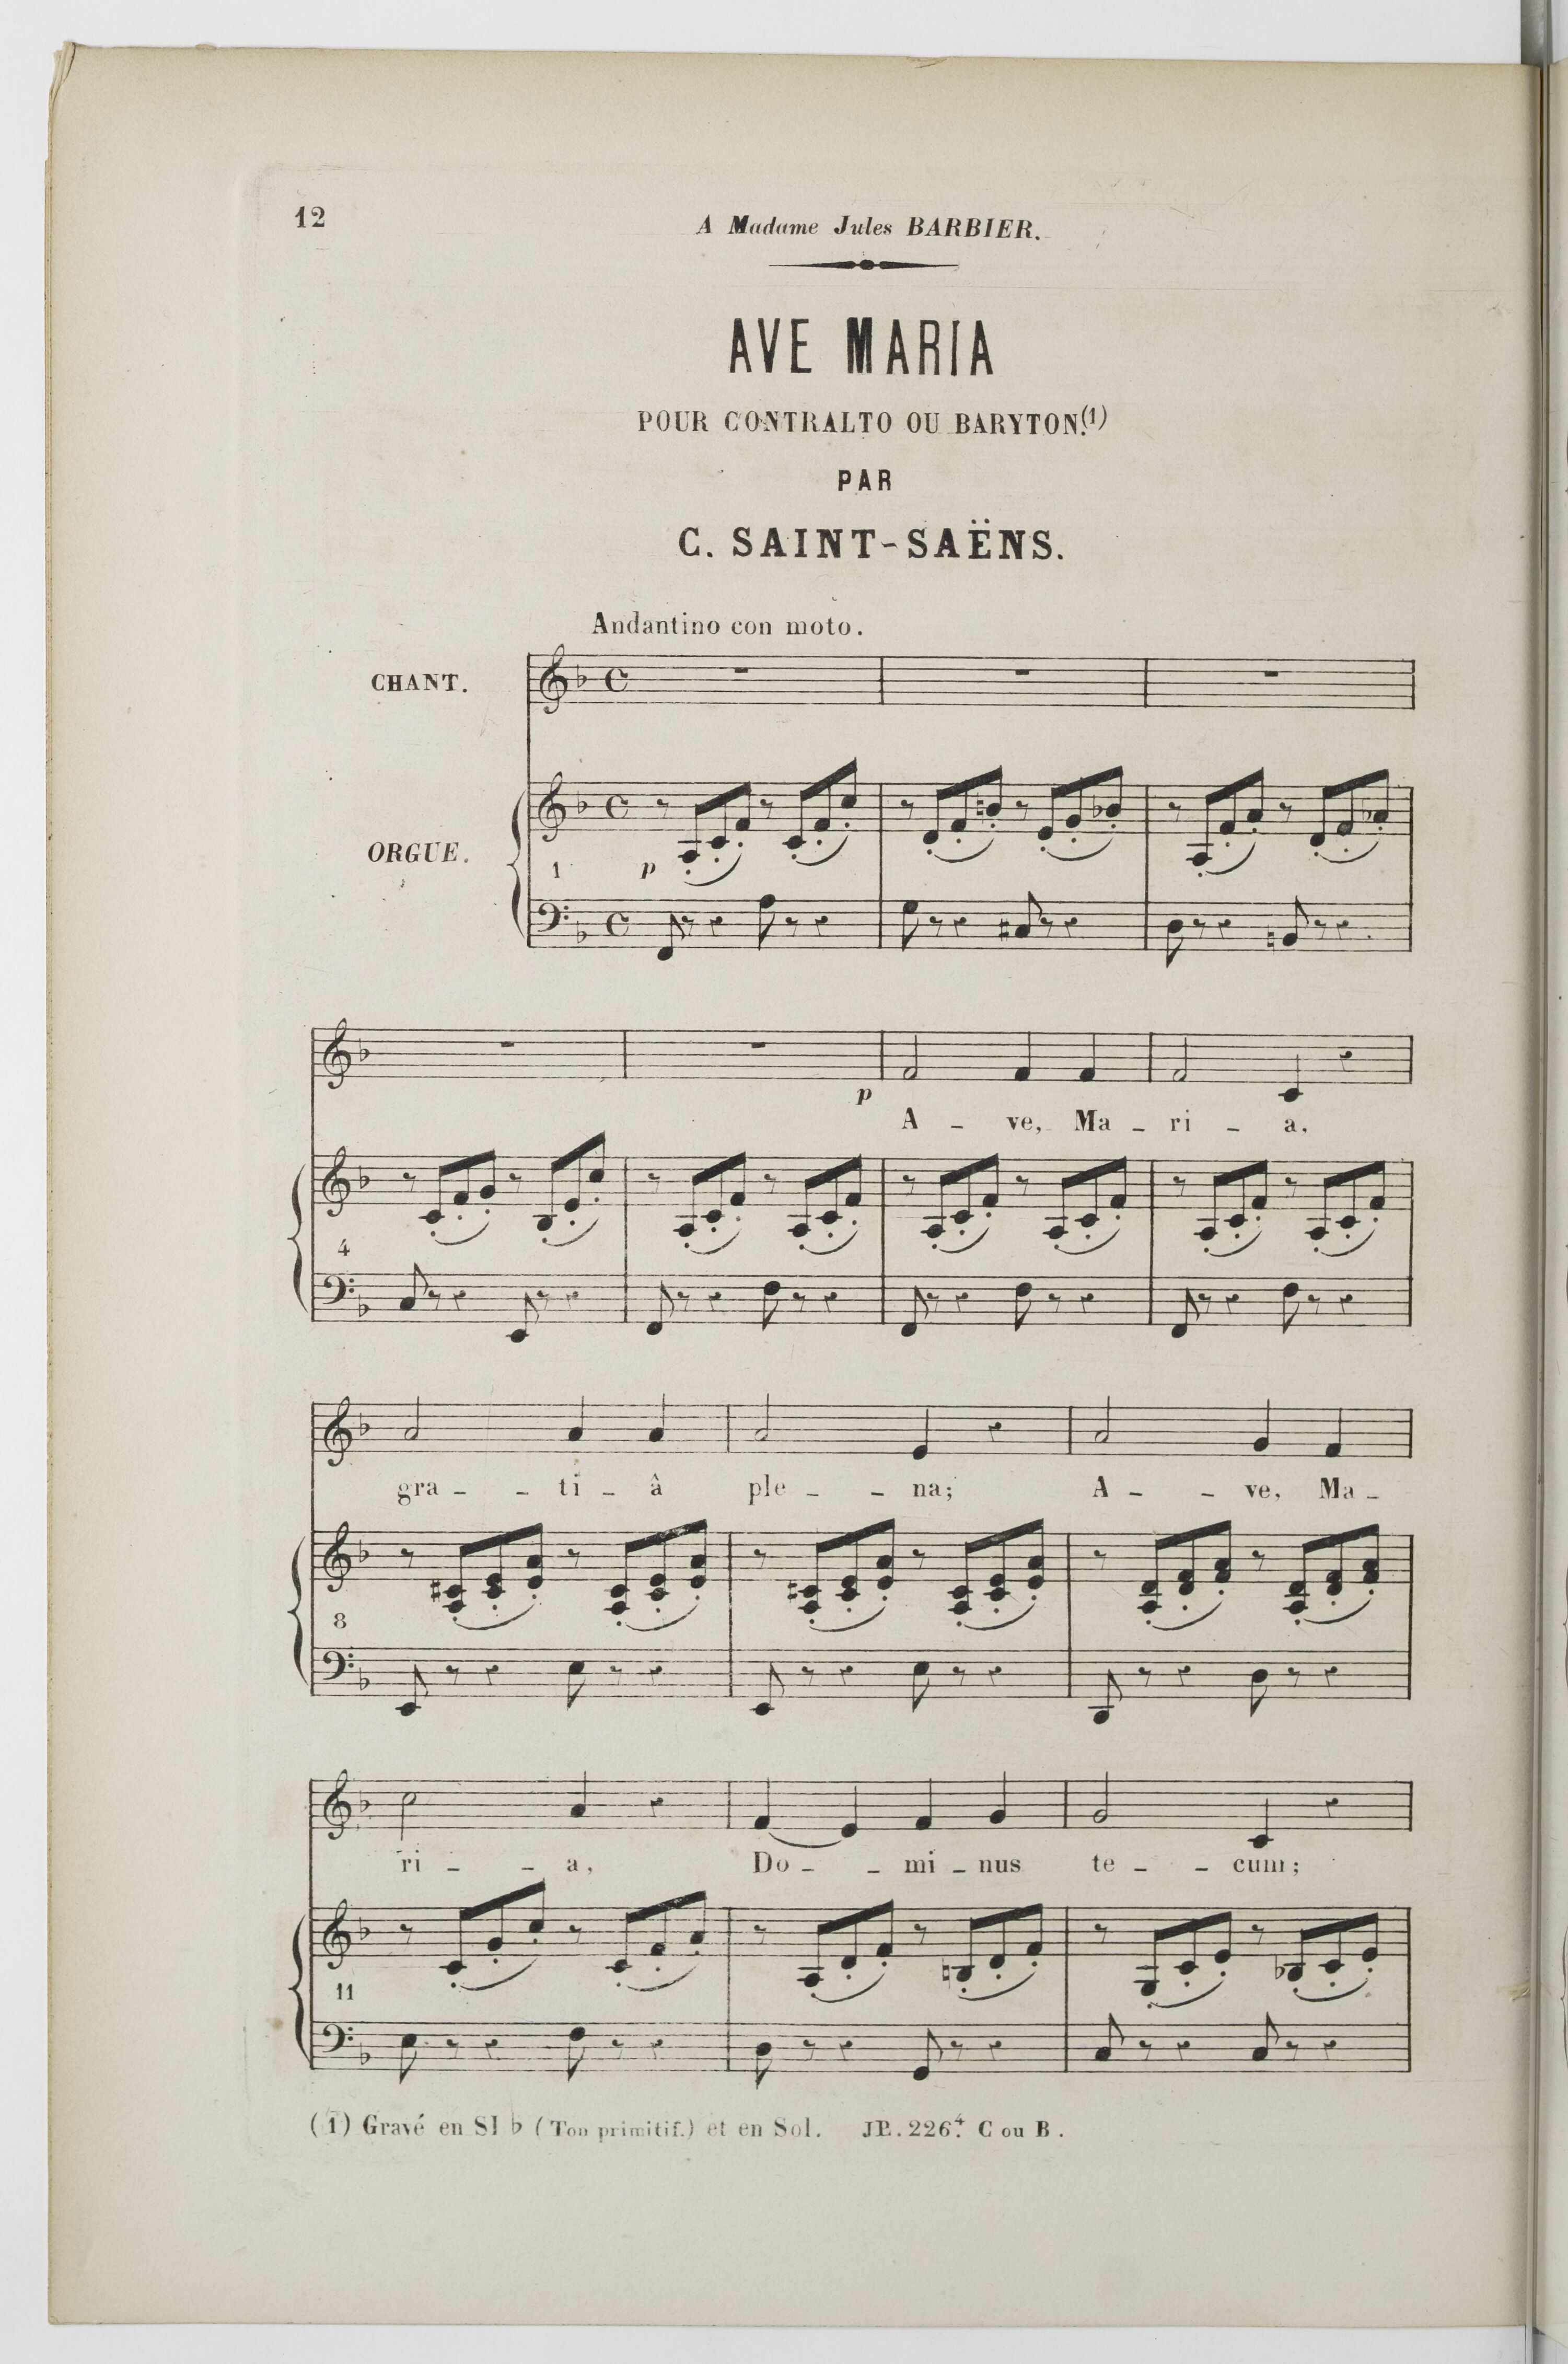 12
A Madame Jules BARBIER.
AVE MARIA
POUR CONTRALTO OU BARYTON.(1)
PAR
C. SAINT-SAËNS.
Andantino con moto.
CHANT.
ORGUE.
1
p
p
A _ ve, Ma _ ri _ a,
4
gra _ _ ti _ â ple _ _ na; A _ _ ve, Ma _
8
ri _ _ a, Do _ _ mi _ nus te _ _ cum;
11
(1) Gravé en SI ♭ (Ton primitif.) et en Sol. JP. 226.4 C ou B.